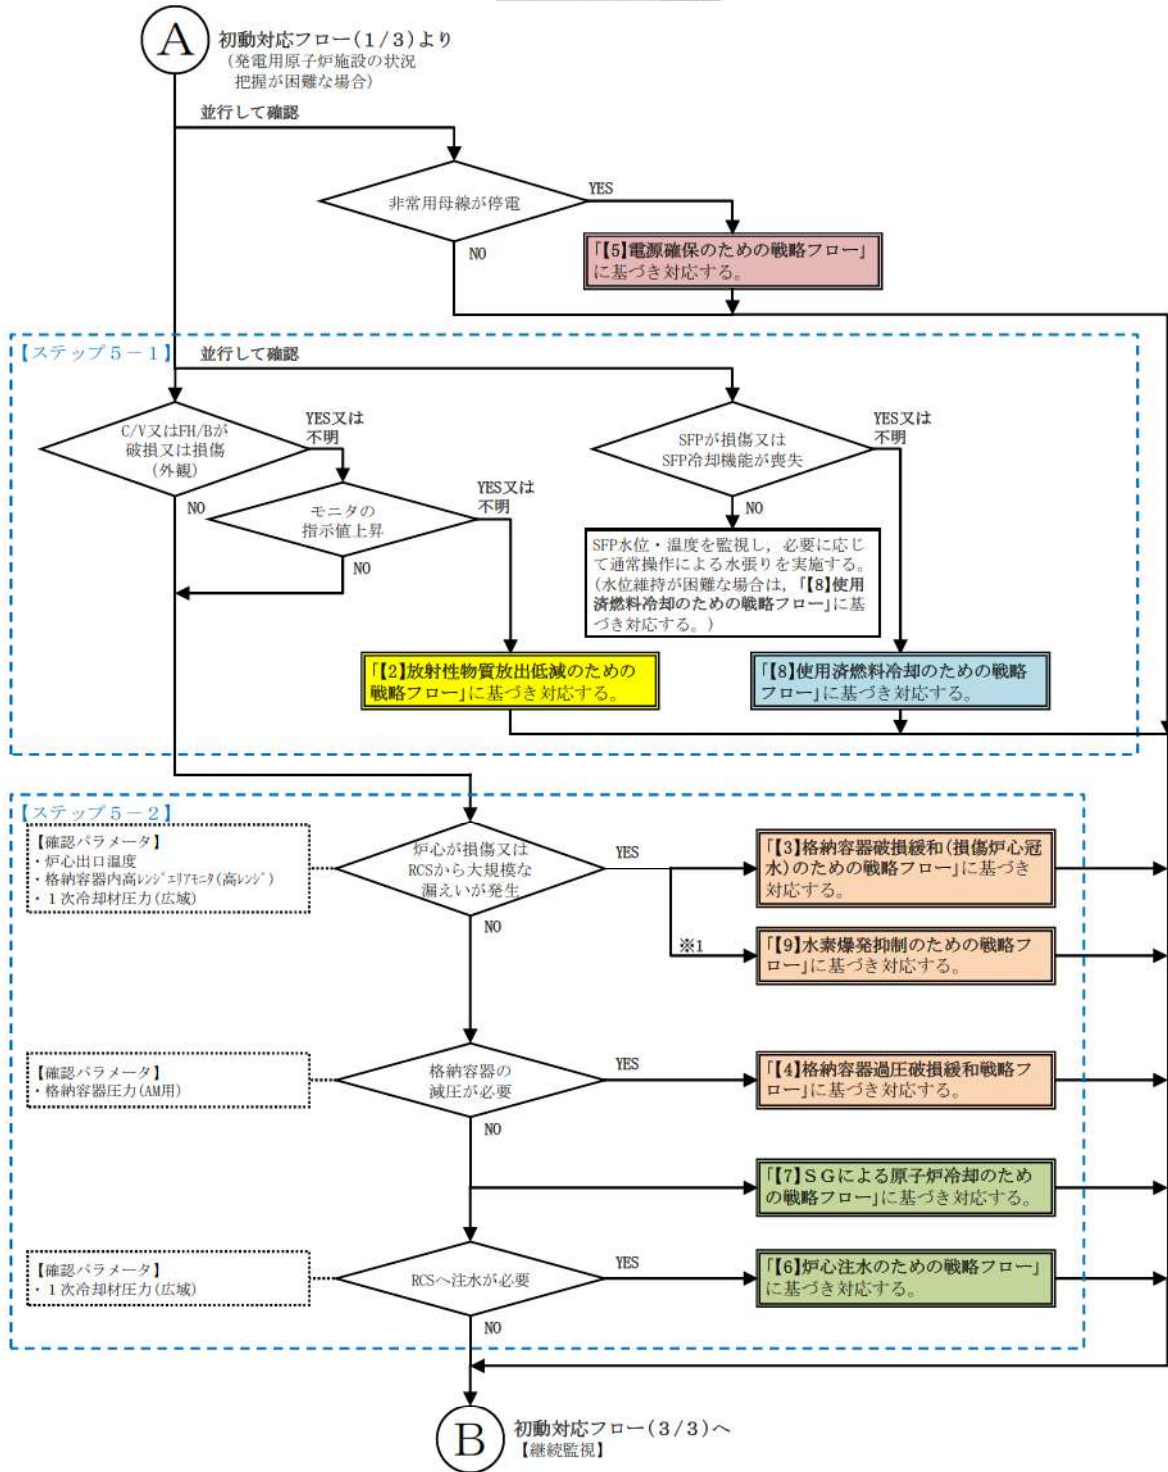 A
初動対応フロー(1/3)より
(発電用原子炉施設の状況
把握が困難な場合)
並行して確認
非常用母線が停電
YES
NO
「【5】電源確保のための戦略フロー」
に基づき対応する。
【ステップ5－1】
並行して確認
C/V又はFH/Bが
破損又は損傷
(外観)
YES又は
不明
NO
モニタの
指示値上昇
YES又は
不明
NO
SFPが損傷又は
SFP冷却機能が喪失
YES又は
不明
NO
SFP水位・温度を監視し，必要に応じ
て通常操作による水張りを実施する。
(水位維持が困難な場合は，「【8】使用
済燃料冷却のための戦略フロー」に基
づき対応する。)
「【2】放射性物質放出低減のための
戦略フロー」に基づき対応する。
「【8】使用済燃料冷却のための戦略
フロー」に基づき対応する。
【ステップ5－2】
【確認パラメータ】
・炉心出口温度
・格納容器内高ﾚﾝｼﾞｴﾘｱﾓﾆﾀ(高ﾚﾝｼﾞ)
・１次冷却材圧力(広域)
炉心が損傷又は
RCSから大規模な
漏えいが発生
YES
NO
「【3】格納容器破損緩和(損傷炉心冠
水)のための戦略フロー」に基づき
対応する。
※1
「【9】水素爆発抑制のための戦略フ
ロー」に基づき対応する。
【確認パラメータ】
・格納容器圧力(AM用)
格納容器の
減圧が必要
YES
NO
「【4】格納容器過圧破損緩和戦略フ
ロー」に基づき対応する。
「【7】ＳＧによる原子炉冷却のため
の戦略フロー」に基づき対応する。
【確認パラメータ】
・１次冷却材圧力(広域)
RCSへ注水が必要
YES
NO
「【6】炉心注水のための戦略フロー」
に基づき対応する。
B
初動対応フロー(3/3)へ
【継続監視】